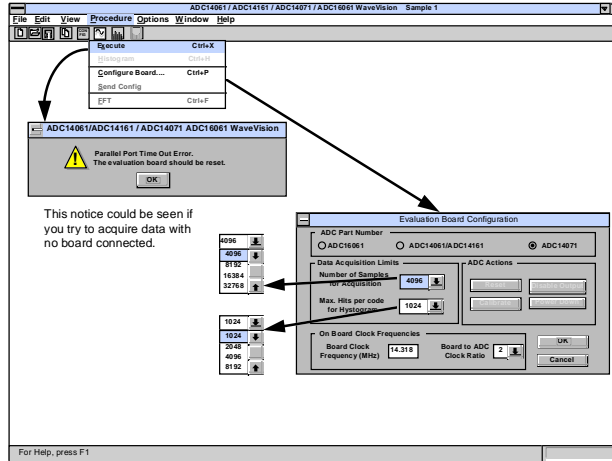 ADC14061 / ADC14161 / ADC14071 / ADC16061 WaveVision    Sample 1
File Edit View Procedure Options Window Help
Execute Ctrl+X
Histogram Ctrl+H
Configure Board.... Ctrl+P
Send Config
FFT Ctrl+F
ADC14061/ADC14161 / ADC14071 ADC16061 WaveVision
Parallel Port Time Out Error.
The evaluation board should be reset.
OK
This notice could be seen if
you try to acquire data with
no board connected.
4096
4096
8192
16384
32768
1024
1024
2048
4096
8192
Evaluation Board Configuration
ADC Part Number
ADC16061 ADC14061/ADC14161 ADC14071
Data Acquisition Limits
Number of Samples
for Acquisition
4096
Max. Hits per code
for Hystogram
1024
ADC Actions
Reset Disable Output
Calibrate Power Down
On Board Clock Frequencies
Board Clock
Frequency (MHz)
14.318
Board to ADC
Clock Ratio
2
OK
Cancel
For Help, press F1